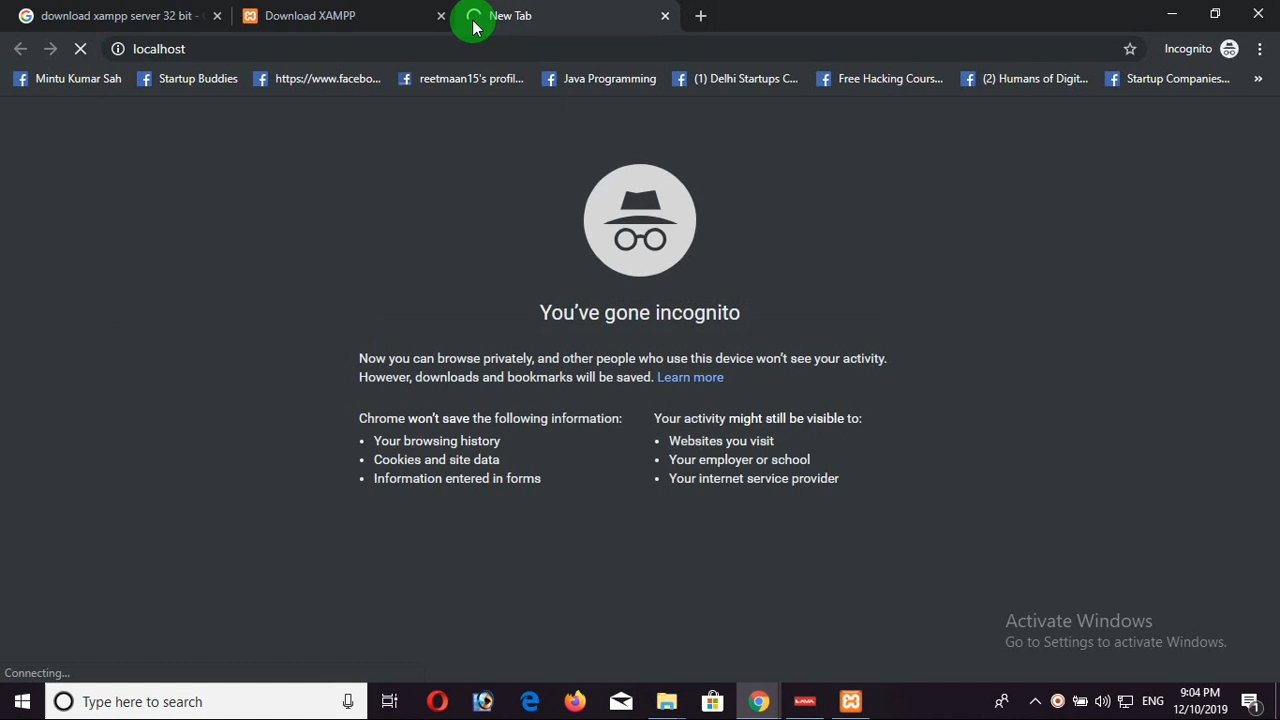 download xampp server 32 bit -
Download XAMPP
New Tab
localhost
Incognito
Mintu Kumar Sah
Startup Buddies
https://www.facebo...
reetmaan15's profil...
Java Programming
(1) Delhi Startups C...
Free Hacking Cours...
(2) Humans of Digit...
Startup Companies...
»
You've gone incognito
Now you can browse privately, and other people who use this device won't see your activity.
However, downloads and bookmarks will be saved. Learn more
Chrome won't save the following information:
• Your browsing history
• Cookies and site data
• Information entered in forms
Your activity might still be visible to:
• Websites you visit
• Your employer or school
• Your internet service provider
Activate Windows
Go to Settings to activate Windows.
Connecting...
Type here to search
LAVA
ENG
9:04 PM
12/10/2019
1